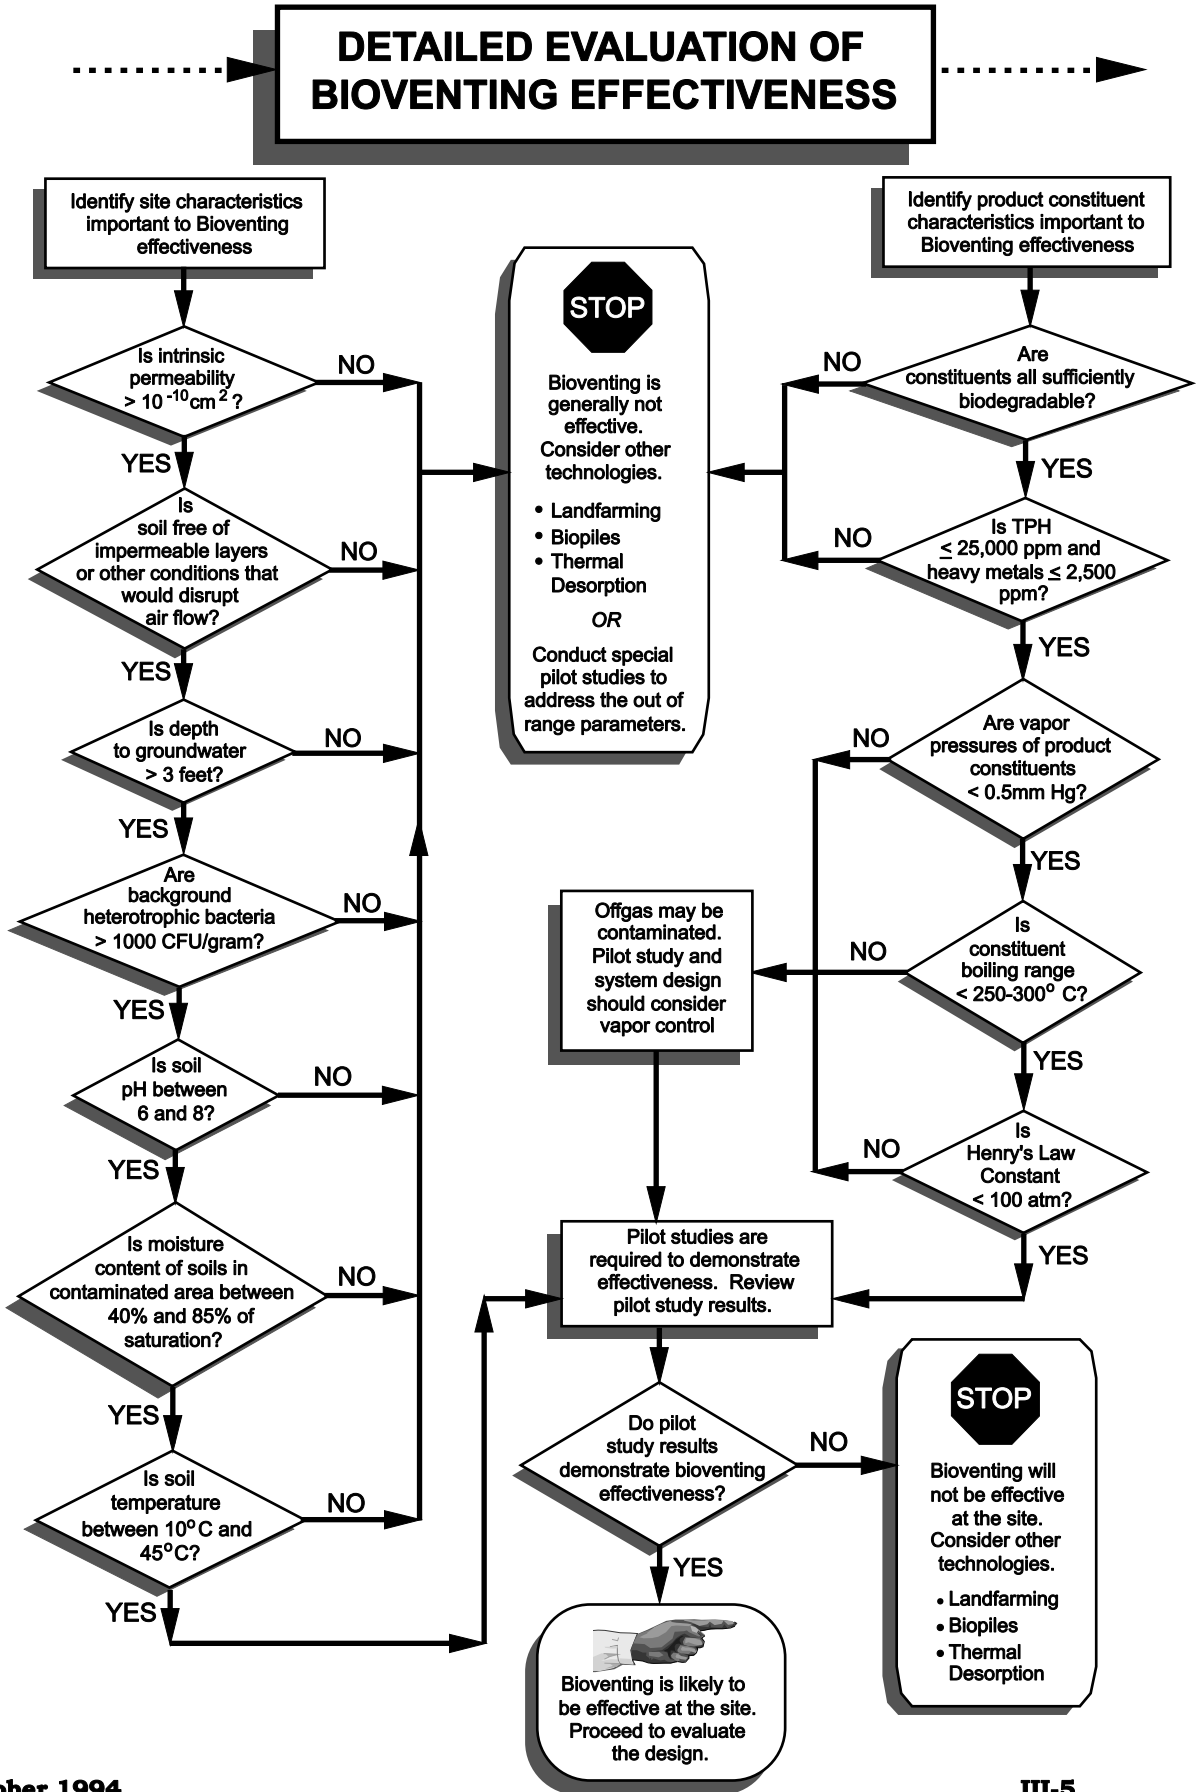 DETAILED EVALUATION OF
BIOVENTING EFFECTIVENESS
Identify site characteristics
important to Bioventing
effectiveness
Is intrinsic
permeability
> 10 -10 cm 2 ?
NO
YES
Is
soil free of
impermeable layers
or other conditions that
would disrupt
air flow?
NO
YES
Is depth
to groundwater
> 3 feet?
NO
YES
Are
background
heterotrophic bacteria
> 1000 CFU/gram?
NO
YES
Is soil
pH between
6 and 8?
NO
YES
Is moisture
content of soils in
contaminated area between
40% and 85% of
saturation?
NO
YES
Is soil
temperature
between 10° C and
45°C?
NO
YES
STOP
Bioventing is
generally not
effective.
Consider other
technologies.
• Landfarming
• Biopiles
• Thermal
Desorption
OR
Conduct special
pilot studies to
address the out of
range parameters.
Identify product constituent
characteristics important to
Bioventing effectiveness
Are
constituents all sufficiently
biodegradable?
NO
YES
Is TPH
≤ 25,000 ppm and
heavy metals ≤ 2,500
ppm?
NO
YES
Are vapor
pressures of product
constituents
< 0.5mm Hg?
NO
YES
Is
constituent
boiling range
< 250-300° C?
NO
YES
Is
Henry's Law
Constant
< 100 atm?
NO
YES
Offgas may be
contaminated.
Pilot study and
system design
should consider
vapor control
Pilot studies are
required to demonstrate
effectiveness. Review
pilot study results.
Do pilot
study results
demonstrate bioventing
effectiveness?
NO
YES
STOP
Bioventing will
not be effective
at the site.
Consider other
technologies.
• Landfarming
• Biopiles
• Thermal
Desorption
Bioventing is likely to
be effective at the site.
Proceed to evaluate
the design.
1994
III-5